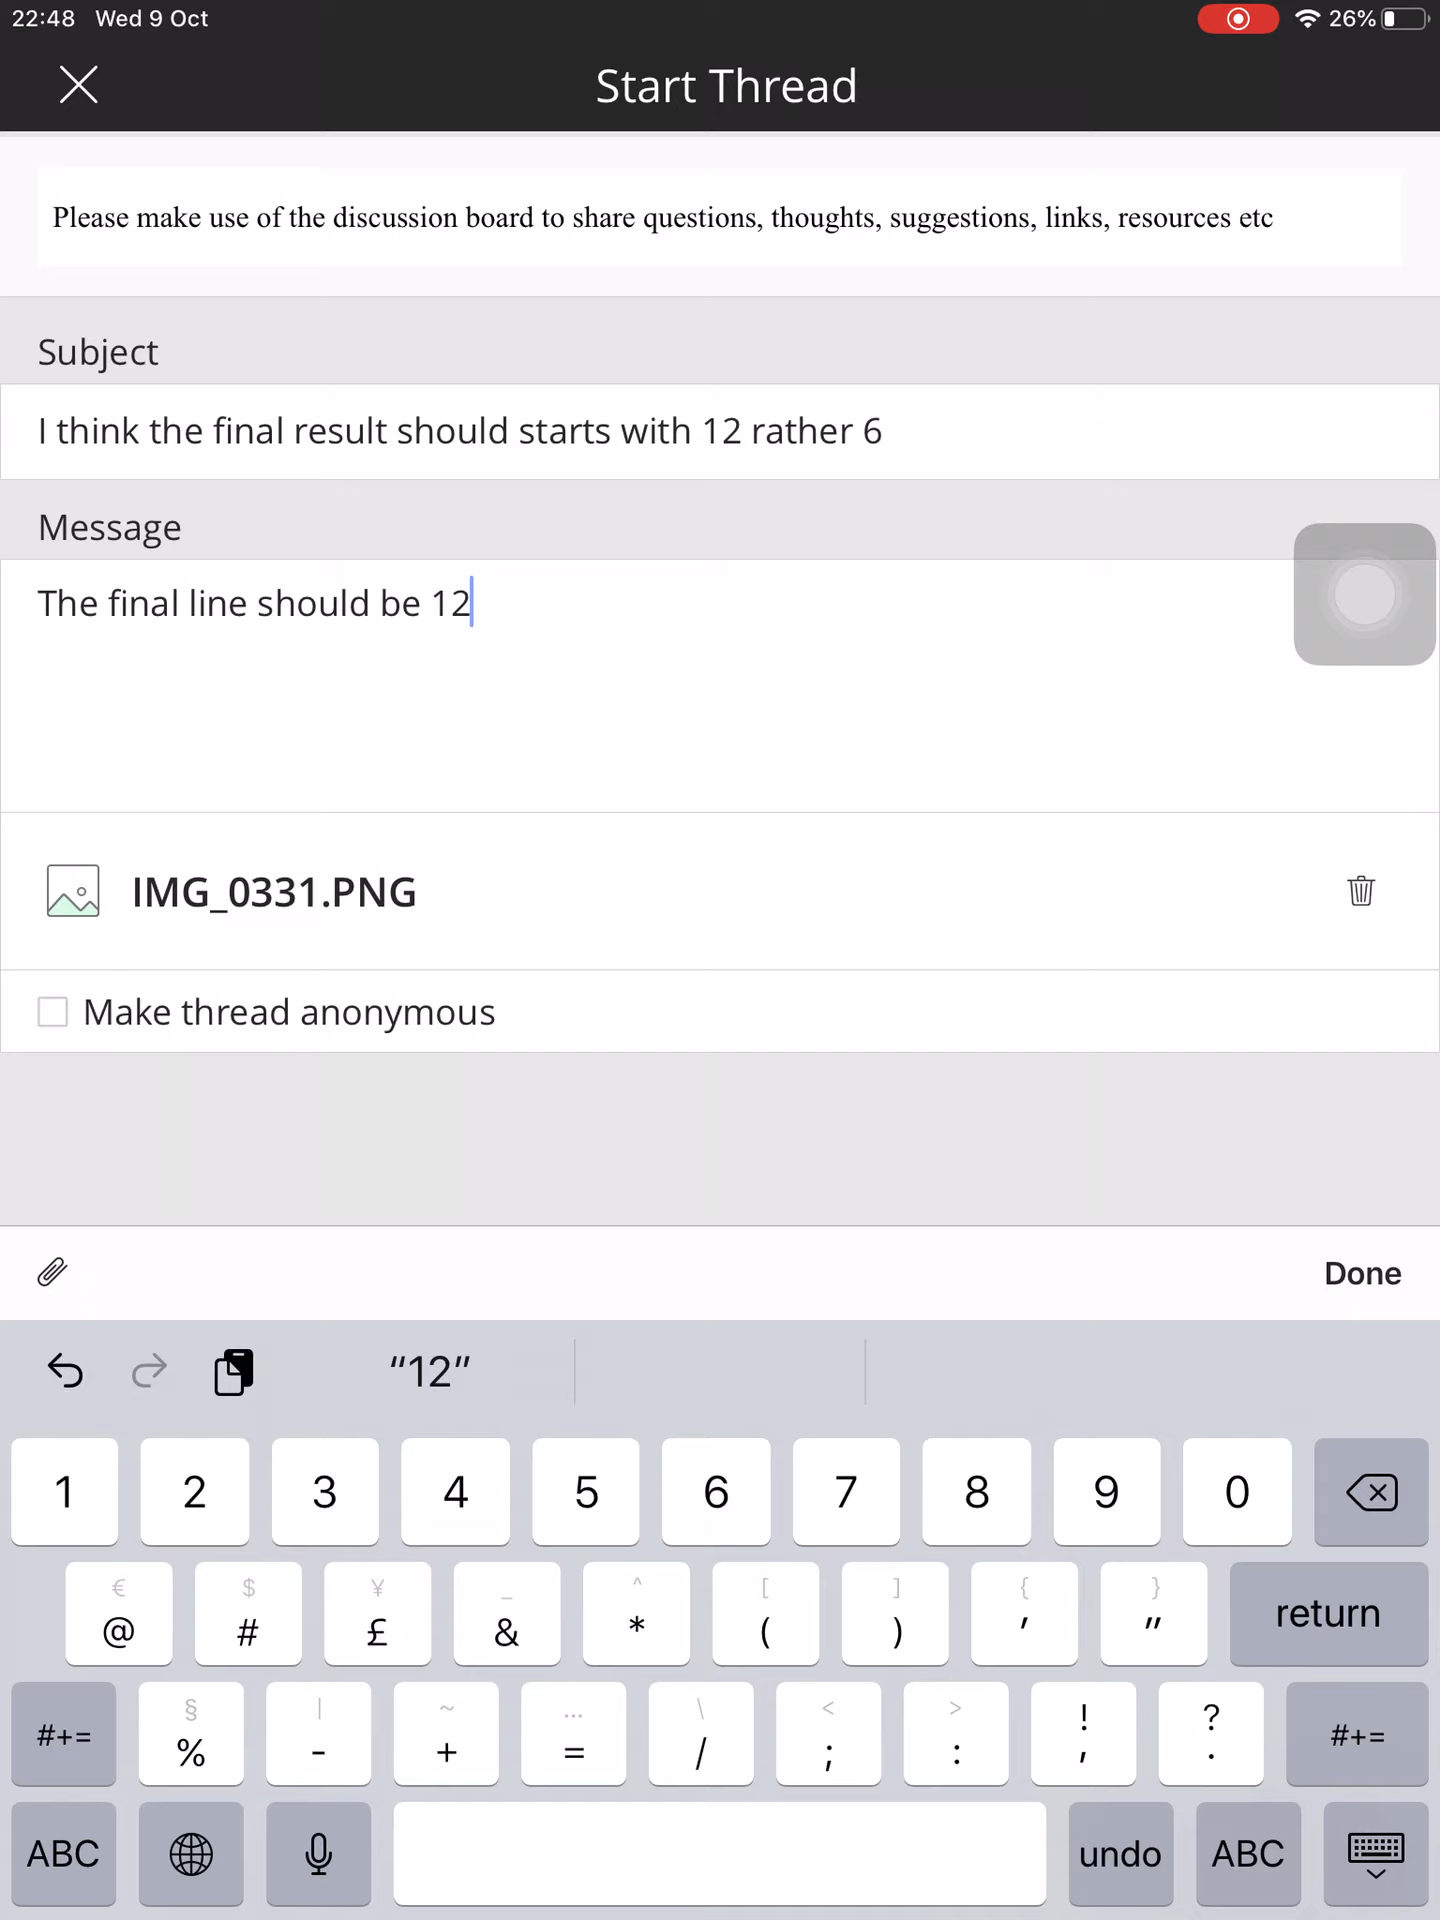 22:48 Wed 9 Oct 26%
Start Thread
Please make use of the discussion board to share questions, thoughts, suggestions, links, resources etc
Subject
I think the final result should starts with 12 rather 6
Message
The final line should be 12
IMG_0331.PNG
Make thread anonymous
Done
“12”
1 2 3 4 5 6 7 8 9 0
€ $ ¥ _ ^ [ ] { }
@ # £ & * ( ) ' " return
§ | ~ … \ < > ! ?
#+= % - + = / ; : , . #+=
ABC undo ABC